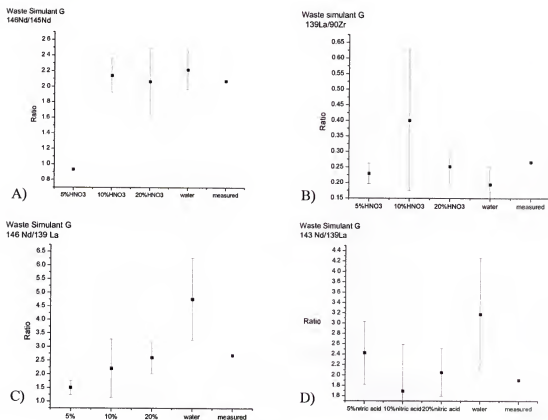 Waste simulant G
146Nd/145Nd
2.6
2.4
2.2
2.0
1.8
1.6
1.4
1.2
1.0
0.8
Ratio
5%HNO3 10%HNO3 20%HNO3 water measured
A)
Waste Simulant G
139La/90Zr
0.65
0.60
0.55
0.50
0.45
0.40
0.35
0.30
0.25
0.20
0.15
Ratio
5%HNO3 10%HNO3 20%HNO3 water measured
B)
Waste Simulant G
146 Nd/139 La
6.5
6.0
5.5
5.0
4.5
4.0
3.5
3.0
2.5
2.0
1.5
1.0
Ratio
5% 10% 20% water measured
C)
Waste Simulant G
143 Nd/139La
4.4
4.2
4.0
3.8
3.6
3.4
3.2
3.0
2.8
2.6
2.4
2.2
2.0
1.8
1.6
Ratio
5%nitric acid 10%nitric acid 20%nitric acid water measured
D)